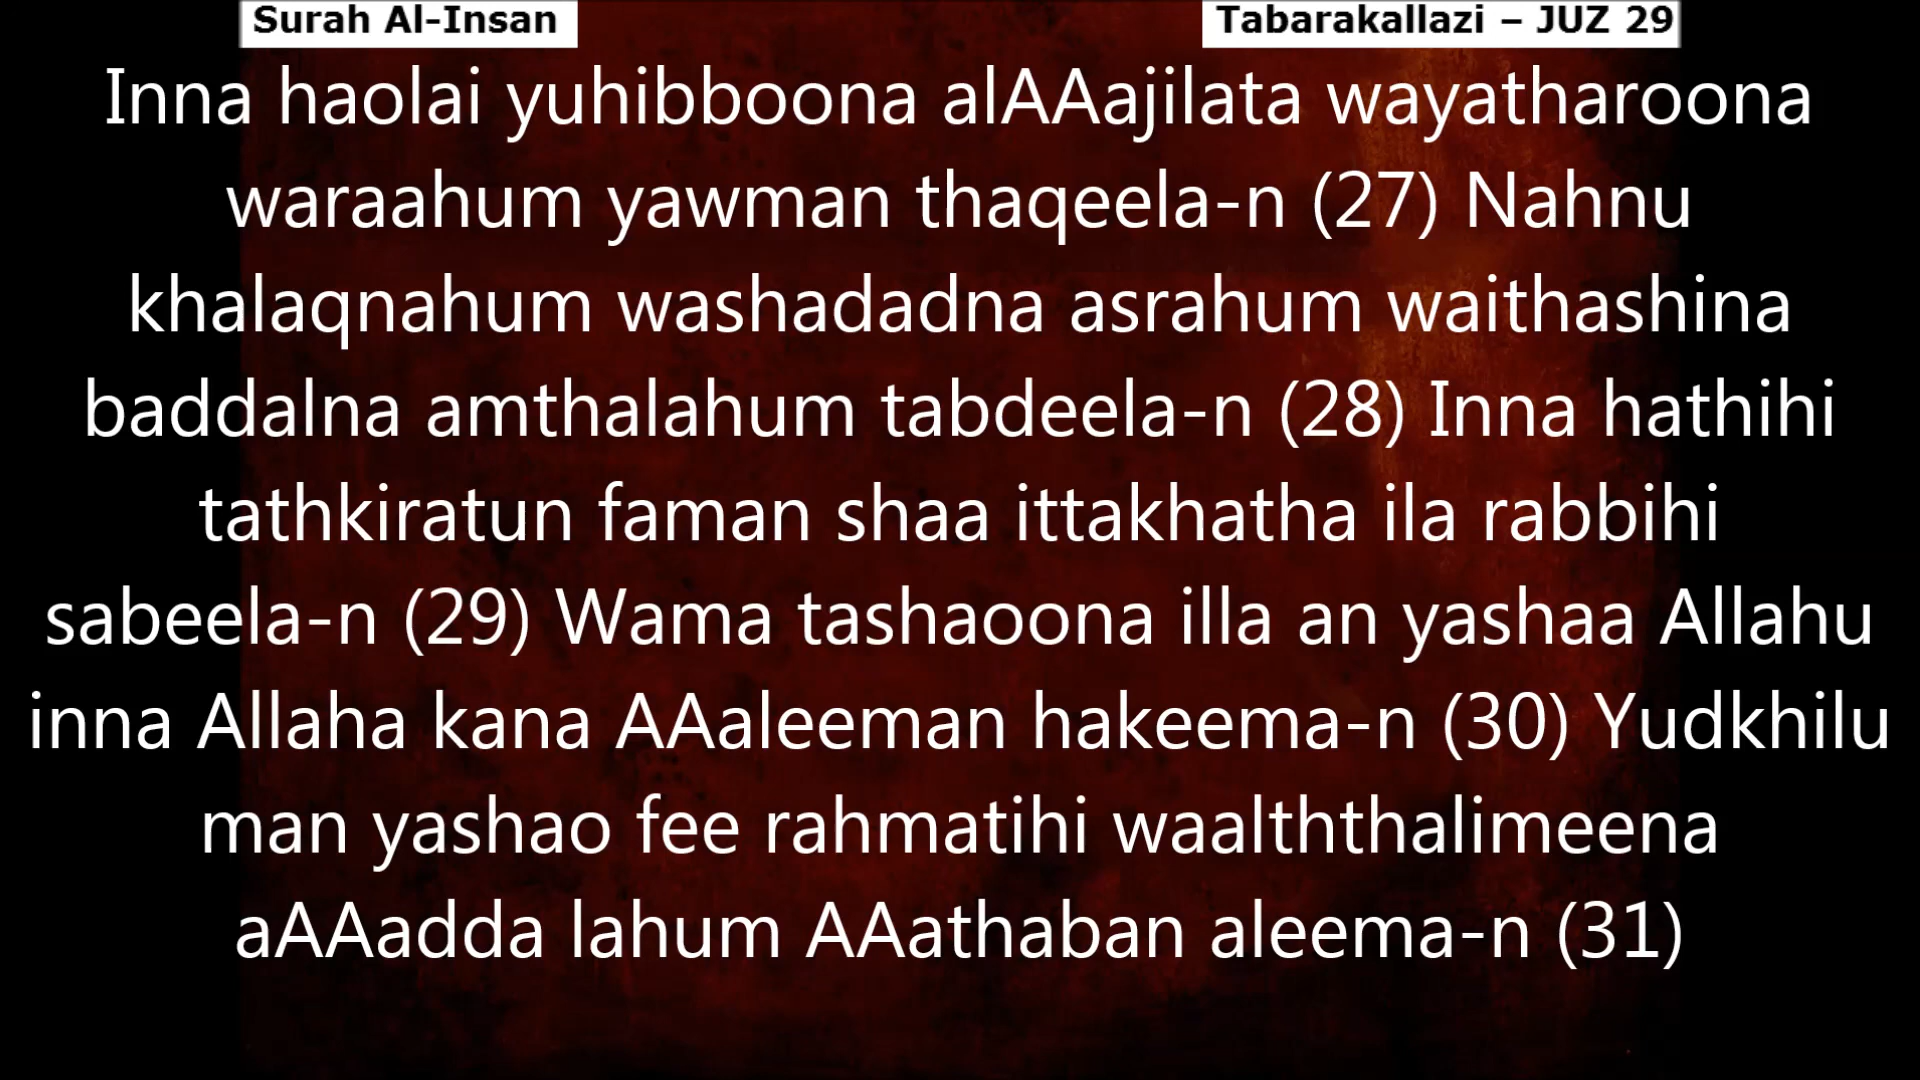 Surah Al-Insan
Tabarakallazi – JUZ 29
Inna haolai yuhibboona alAAajilata wayatharoona
waraahum yawman thaqeela-n (27) Nahnu
khalaqnahum washadadna asrahum waithashina
baddalna amthalahum tabdeela-n (28) Inna hathihi
tathkiratun faman shaa ittakhatha ila rabbihi
sabeela-n (29) Wama tashaoona illa an yashaa Allahu
inna Allaha kana AAaleeman hakeema-n (30) Yudkhilu
man yashao fee rahmatihi waalththalimeena
aAAadda lahum AAathaban aleema-n (31)